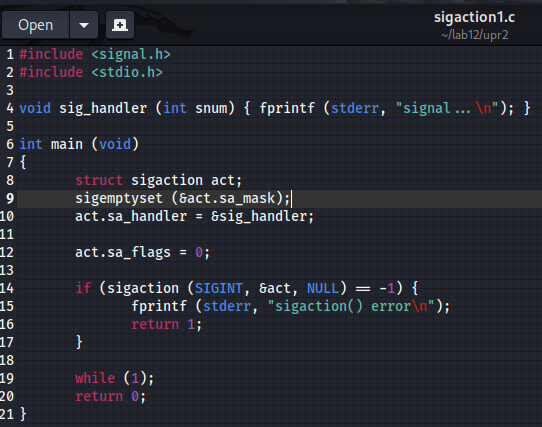 Open
sigaction1.c
~/lab12/upr2
1 #include <signal.h>
2 #include <stdio.h>
3
4 void sig_handler (int snum) { fprintf (stderr, "signal...\n"); }
5
6 int main (void)
7 {
8 struct sigaction act;
9 sigemptyset (&act.sa_mask);
10 act.sa_handler = &sig_handler;
11
12 act.sa_flags = 0;
13
14 if (sigaction (SIGINT, &act, NULL) == -1) {
15 fprintf (stderr, "sigaction() error\n");
16 return 1;
17 }
18
19 while (1);
20 return 0;
21 }